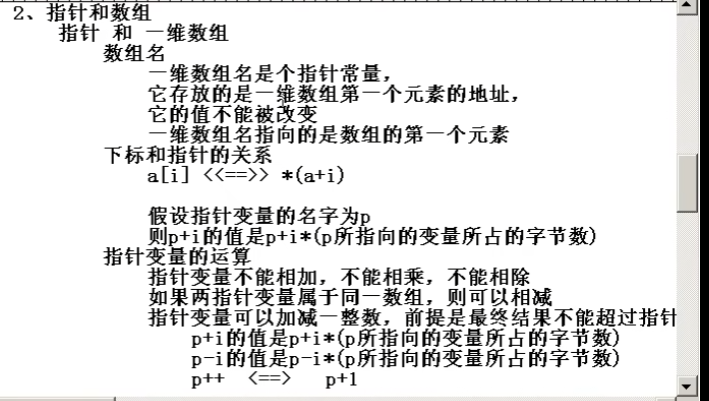 2、指针和数组
指针 和 一维数组
数组名
一维数组名是个指针常量，
它存放的是一维数组第一个元素的地址，
它的值不能被改变
一维数组名指向的是数组的第一个元素
下标和指针的关系
a[i] <<==>> *(a+i)
假设指针变量的名字为p
则p+i的值是p+i*(p所指向的变量所占的字节数)
指针变量的运算
指针变量不能相加，不能相乘，不能相除
如果两指针变量属于同一数组，则可以相减
指针变量可以加减一整数，前提是最终结果不能超过指针
p+i的值是p+i*(p所指向的变量所占的字节数)
p-i的值是p-i*(p所指向的变量所占的字节数)
p++ <==> p+1